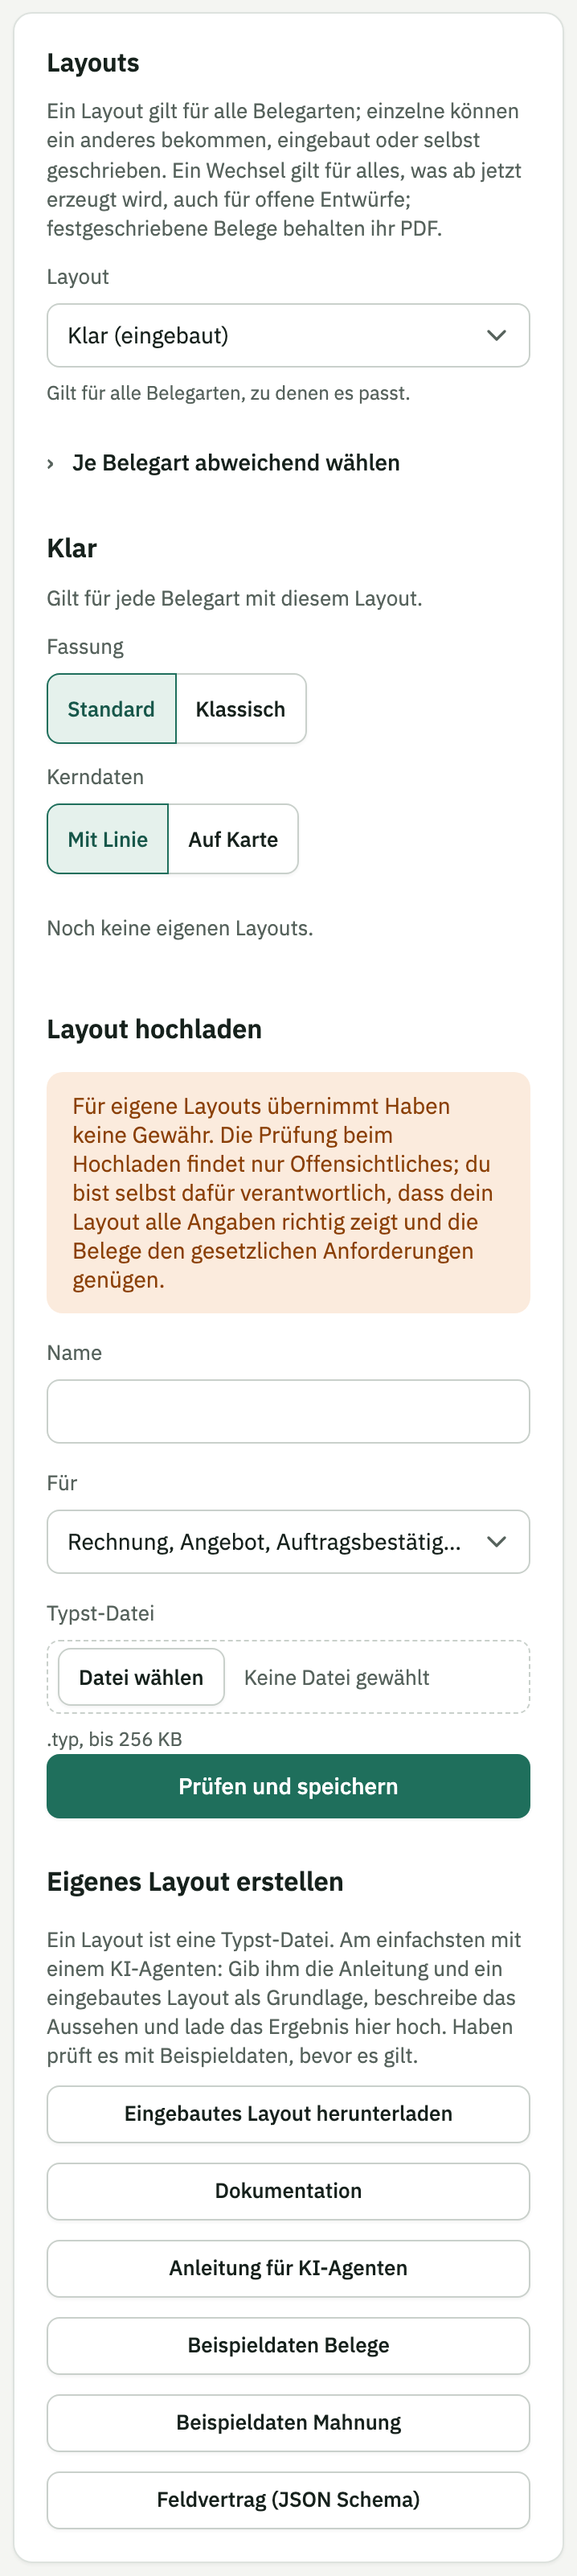 Layouts
Ein Layout gilt für alle Belegarten; einzelne können
ein anderes bekommen, eingebaut oder selbst
geschrieben. Ein Wechsel gilt für alles, was ab jetzt
erzeugt wird, auch für offene Entwürfe;
festgeschriebene Belege behalten ihr PDF.
Layout
Klar (eingebaut)
Gilt für alle Belegarten, zu denen es passt.
› Je Belegart abweichend wählen
Klar
Gilt für jede Belegart mit diesem Layout.
Fassung
Standard Klassisch
Kerndaten
Mit Linie Auf Karte
Noch keine eigenen Layouts.
Layout hochladen
Für eigene Layouts übernimmt Haben
keine Gewähr. Die Prüfung beim
Hochladen findet nur Offensichtliches; du
bist selbst dafür verantwortlich, dass dein
Layout alle Angaben richtig zeigt und die
Belege den gesetzlichen Anforderungen
genügen.
Name
Für
Rechnung, Angebot, Auftragsbestätig...
Typst-Datei
Datei wählen Keine Datei gewählt
.typ, bis 256 KB
Prüfen und speichern
Eigenes Layout erstellen
Ein Layout ist eine Typst-Datei. Am einfachsten mit
einem KI-Agenten: Gib ihm die Anleitung und ein
eingebautes Layout als Grundlage, beschreibe das
Aussehen und lade das Ergebnis hier hoch. Haben
prüft es mit Beispieldaten, bevor es gilt.
Eingebautes Layout herunterladen
Dokumentation
Anleitung für KI-Agenten
Beispieldaten Belege
Beispieldaten Mahnung
Feldvertrag (JSON Schema)